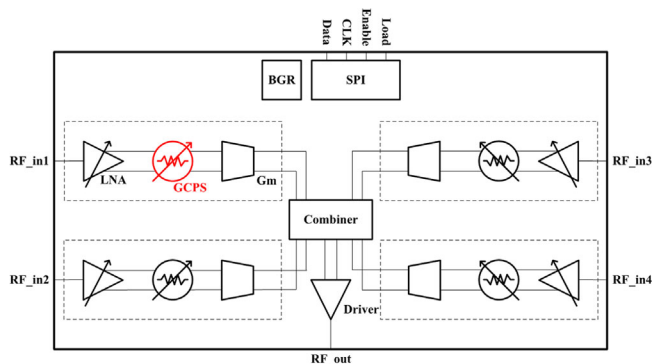 Data
CLK
Enable
Load
BGR
SPI
RF_in1
LNA
GCPS
Gm
RF_in3
Combiner
RF_in2
RF_in4
Driver
RF_out